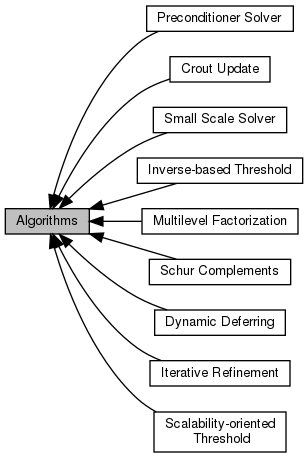 Preconditioner Solver
Crout Update
Small Scale Solver
Inverse-based Threshold
Algorithms
Multilevel Factorization
Schur Complements
Dynamic Deferring
Iterative Refinement
Scalability-oriented
Threshold